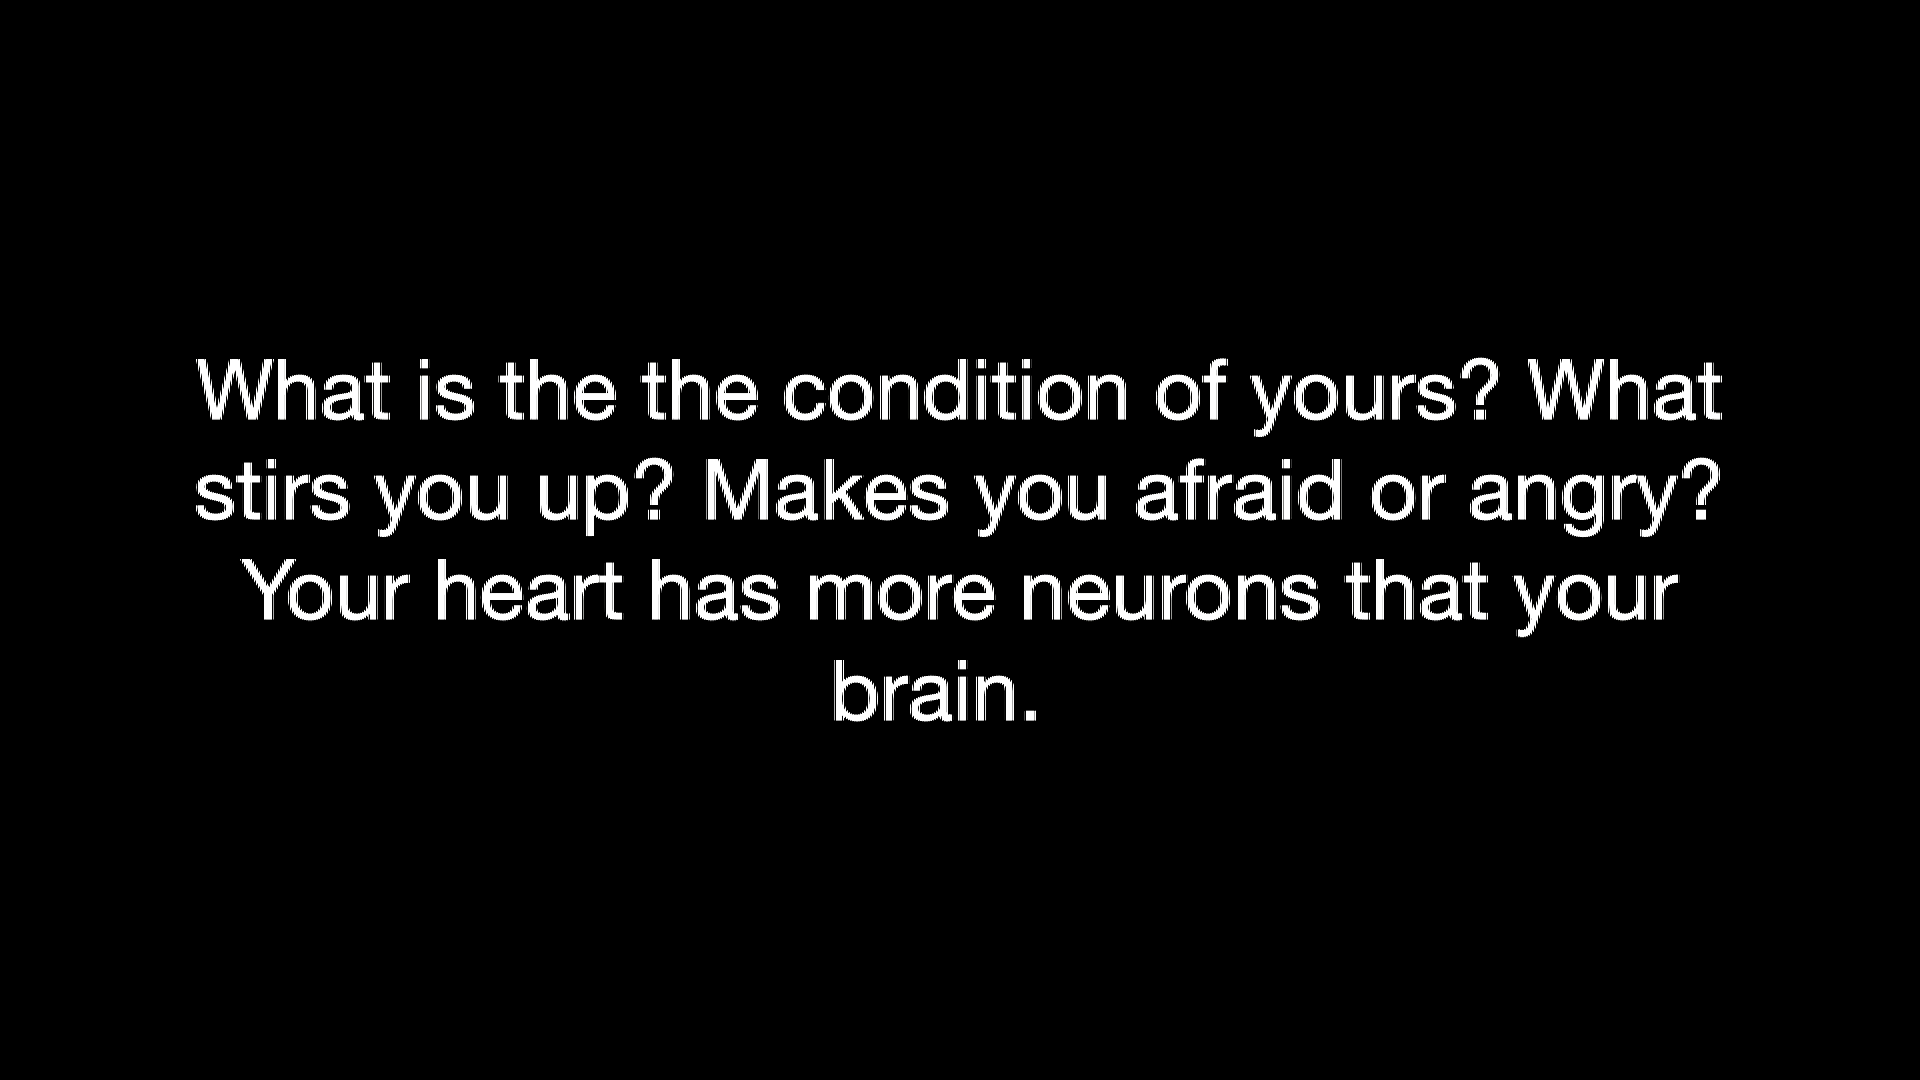 What is the the condition of yours? What
stirs you up? Makes you afraid or angry?
Your heart has more neurons that your
brain.